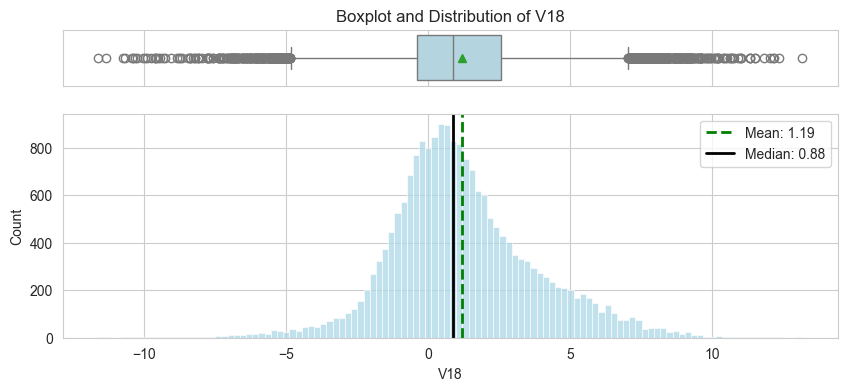 Boxplot and Distribution of V18
Mean: 1.19
Median: 0.88
800
600
400
200
0
Count
−10
−5
0
5
10
V18